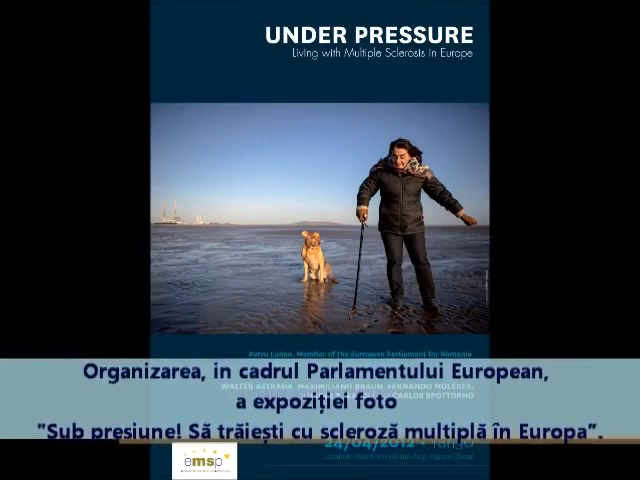 UNDER PRESSURE
Living with Multiple Sclerosis in Europe
Petru Luhan, Member of the European Parliament for Romania
Organizarea, in cadrul Parlamentului European,
WALTER ASTRADA, MAXIMILIANO BRAUN, FERNANDO MOLERES,
a expoziției foto
CARLOS SPOTTORNO
"Sub presiune! Să trăiești cu scleroză multiplă în Europa".
24/04/2012
emsp